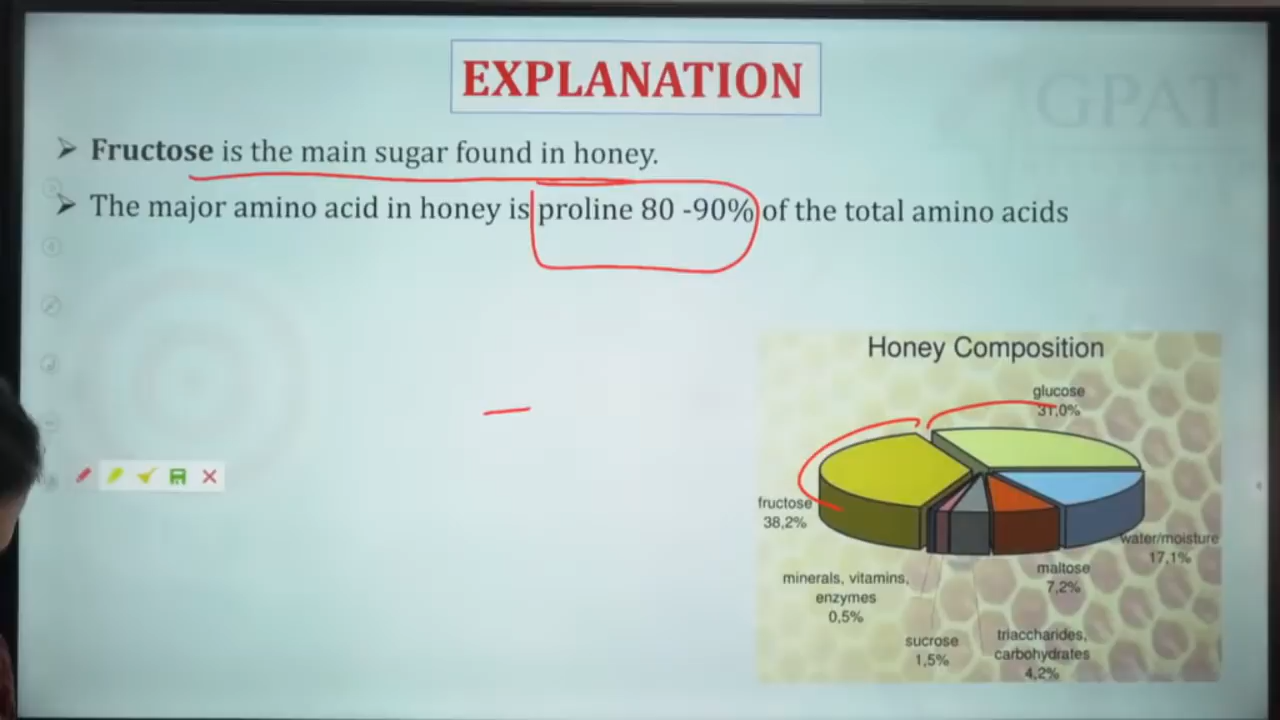 EXPLANATION
GPAT
➤ Fructose is the main sugar found in honey.
➤ The major amino acid in honey is proline 80 -90% of the total amino acids
Honey Composition
glucose
31,0%
fructose
38,2%
water/moisture
17,1%
maltose
7,2%
minerals, vitamins,
enzymes
0,5%
sucrose
1,5%
triaccharides,
carbohydrates
4,2%